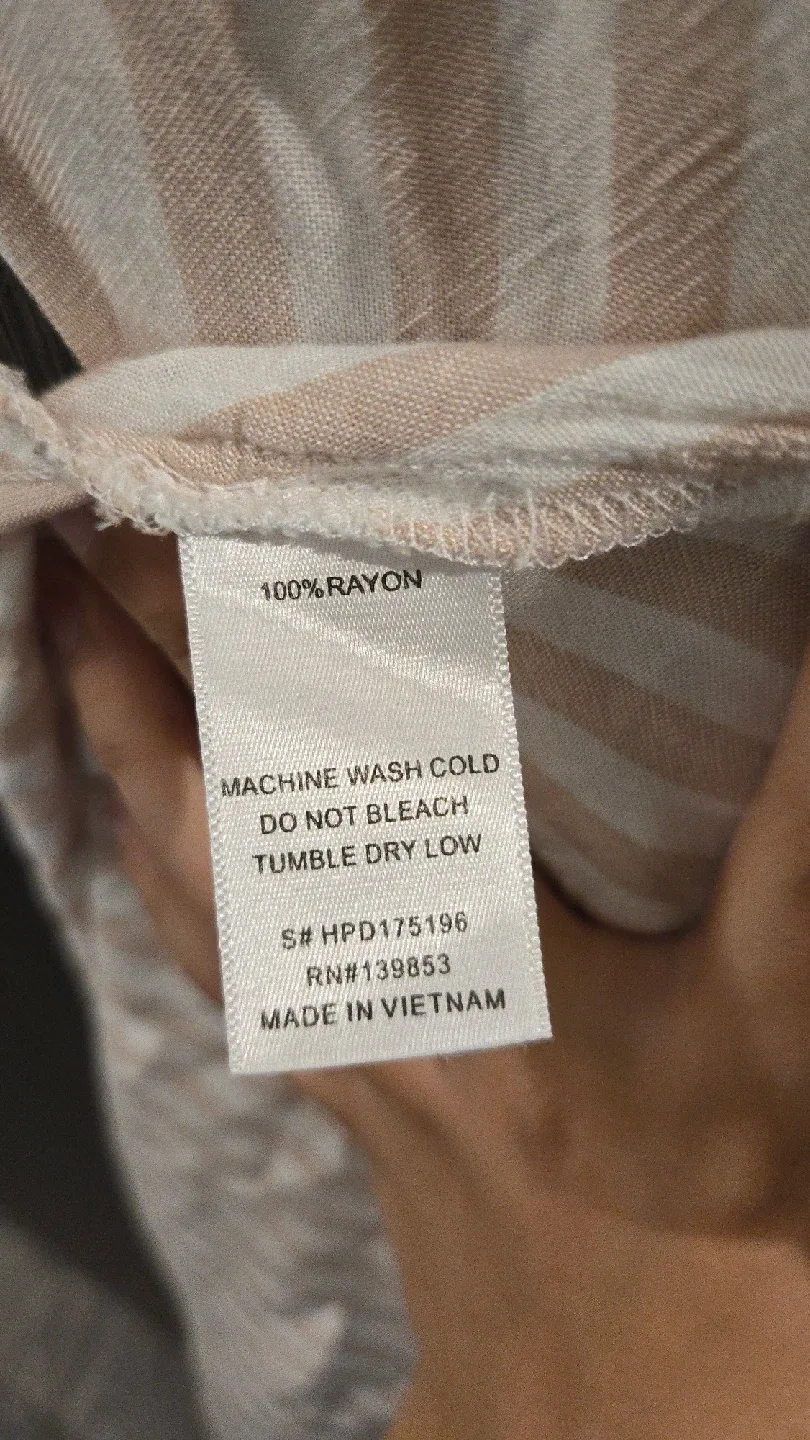 100%RAYON
MACHINE WASH COLD
DO NOT BLEACH
TUMBLE DRY LOW
S# HPD175196
RN#139853
MADE IN VIETNAM